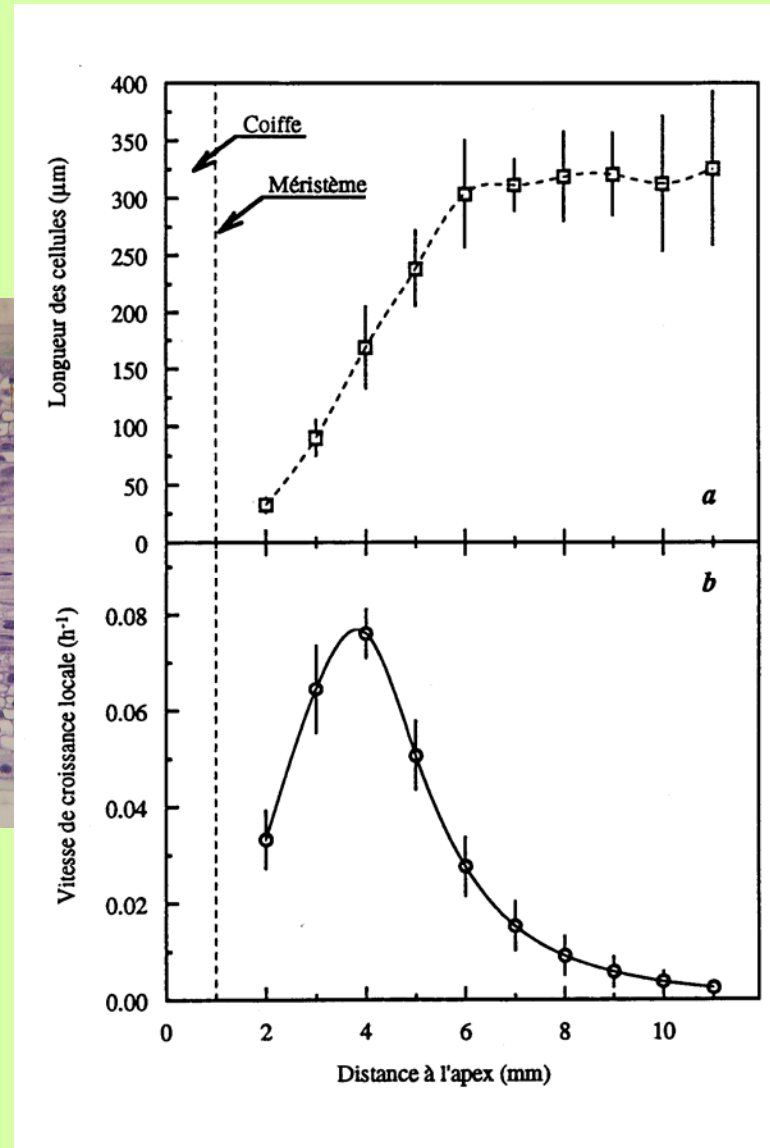 400
350
300
250
200
150
100
50
0
Longueur des cellules (µm)
Coiffe
Méristème
a
b
0.08
0.06
0.04
0.02
0.00
Vitesse de croissance locale (h-1)
0 2 4 6 8 10
Distance à l'apex (mm)